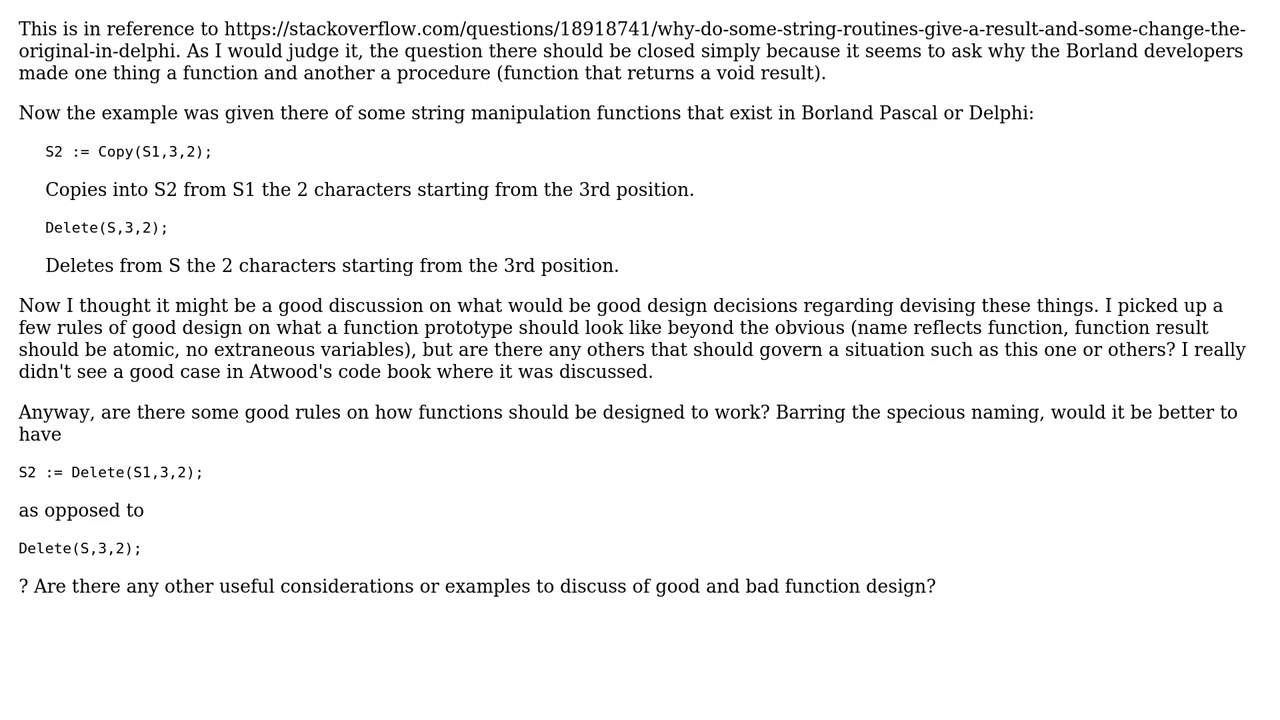 This is in reference to https://stackoverflow.com/questions/18918741/why-do-some-string-routines-give-a-result-and-some-change-the-
original-in-delphi. As I would judge it, the question there should be closed simply because it seems to ask why the Borland developers
made one thing a function and another a procedure (function that returns a void result).
Now the example was given there of some string manipulation functions that exist in Borland Pascal or Delphi:
S2 := Copy(S1,3,2);
Copies into S2 from S1 the 2 characters starting from the 3rd position.
Delete(S,3,2);
Deletes from S the 2 characters starting from the 3rd position.
Now I thought it might be a good discussion on what would be good design decisions regarding devising these things. I picked up a
few rules of good design on what a function prototype should look like beyond the obvious (name reflects function, function result
should be atomic, no extraneous variables), but are there any others that should govern a situation such as this one or others? I really
didn't see a good case in Atwood's code book where it was discussed.
Anyway, are there some good rules on how functions should be designed to work? Barring the specious naming, would it be better to
have
S2 := Delete(S1,3,2);
as opposed to
Delete(S,3,2);
? Are there any other useful considerations or examples to discuss of good and bad function design?